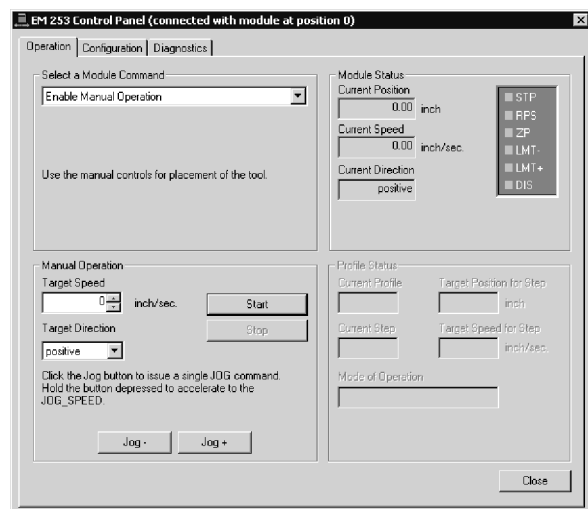 EM 253 Control Panel (connected with module at position 0)
Operation Configuration Diagnostics
Select a Module Command
Enable Manual Operation
Use the manual controls for placement of the tool.
Module Status
Current Position
0.00 inch
Current Speed
0.00 inch/sec.
Current Direction
positive
STP
RPS
ZP
LMT-
LMT+
DIS
Manual Operation
Target Speed
0 inch/sec.
Start
Target Direction
Stop
positive
Click the Jog button to issue a single JOG command.
Hold the button depressed to accelerate to the
JOG_SPEED.
Jog - Jog +
Profile Status
Current Profile Target Position for Step
inch
Current Step Target Speed for Step
inch/sec.
Mode of Operation
Close